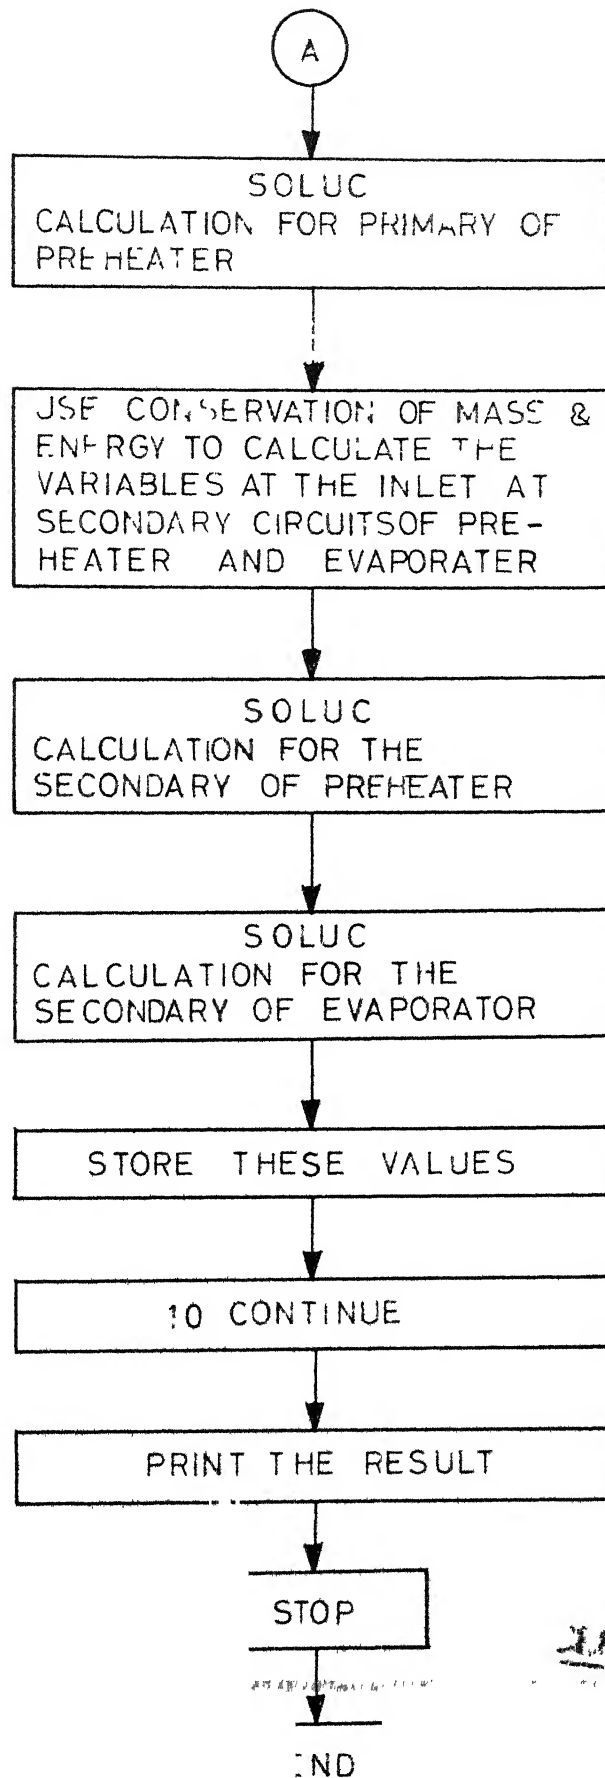 A
SOLUC
CALCULATION FOR PRIMARY OF
PREHEATER
USE CONSERVATION OF MASS &
ENERGY TO CALCULATE THE
VARIABLES AT THE INLET AT
SECONDARY CIRCUITSOF PRE-
HEATER AND EVAPORATER
SOLUC
CALCULATION FOR THE
SECONDARY OF PREHEATER
SOLUC
CALCULATION FOR THE
SECONDARY OF EVAPORATOR
STORE THESE VALUES
10 CONTINUE
PRINT THE RESULT
STOP
END